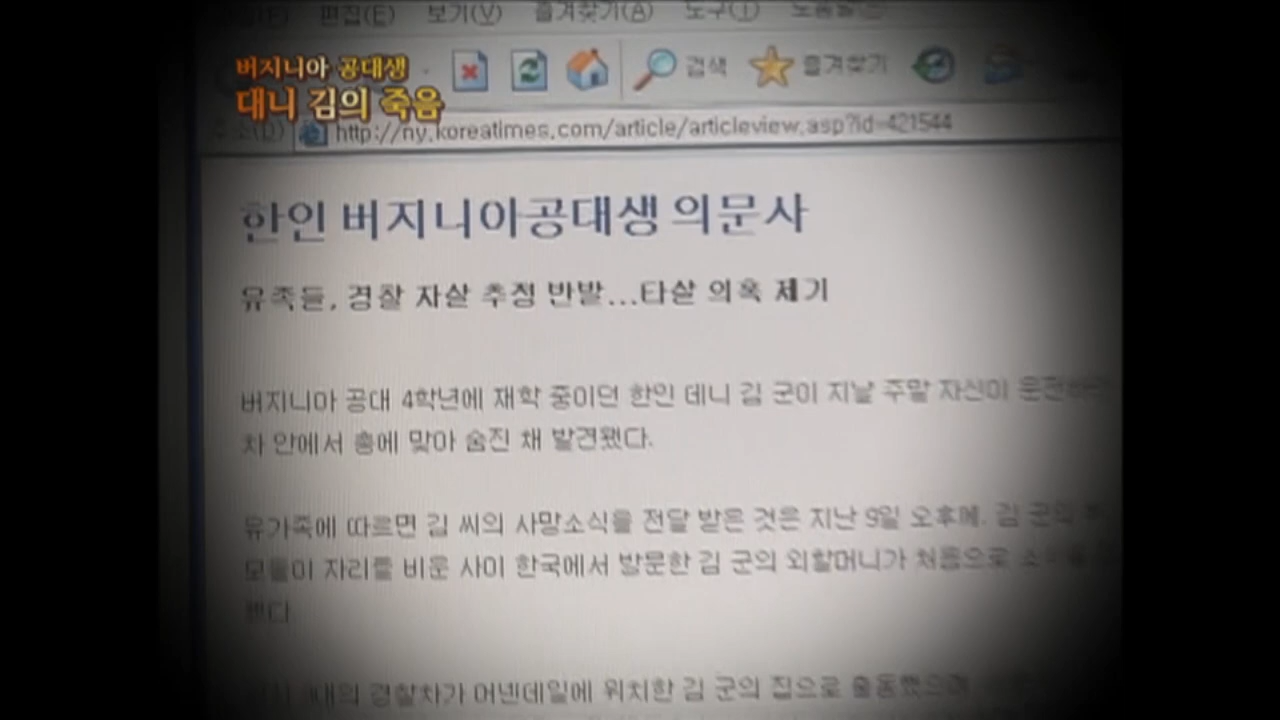 편집(E) 보기(V) 즐겨찾기(A) 도구(T)
버지니아 공대생
대니 김의 죽음
검색 즐겨찾기
주소(D) http://ny.koreatimes.com/article/articleview.asp?id=421544
한인 버지니아공대생 의문사
유족들, 경찰 자살 추정 반발...타살 의혹 제기
버지니아 공대 4학년에 재학 중이던 한인 데니 김 군이 지날 주말 자신이
차 안에서 총에 맞아 숨진 채 발견됐다.
유가족에 따르면 김 씨의 사망소식을 전달 받은 것은 지난 9일 오후에. 김 군의
모들이 자리를 비운 사이 한국에서 방문한 김 군의 외할머니가 처음으로
경찰차가 어넨데일에 위치한 김 군의 집으로 출동했으며